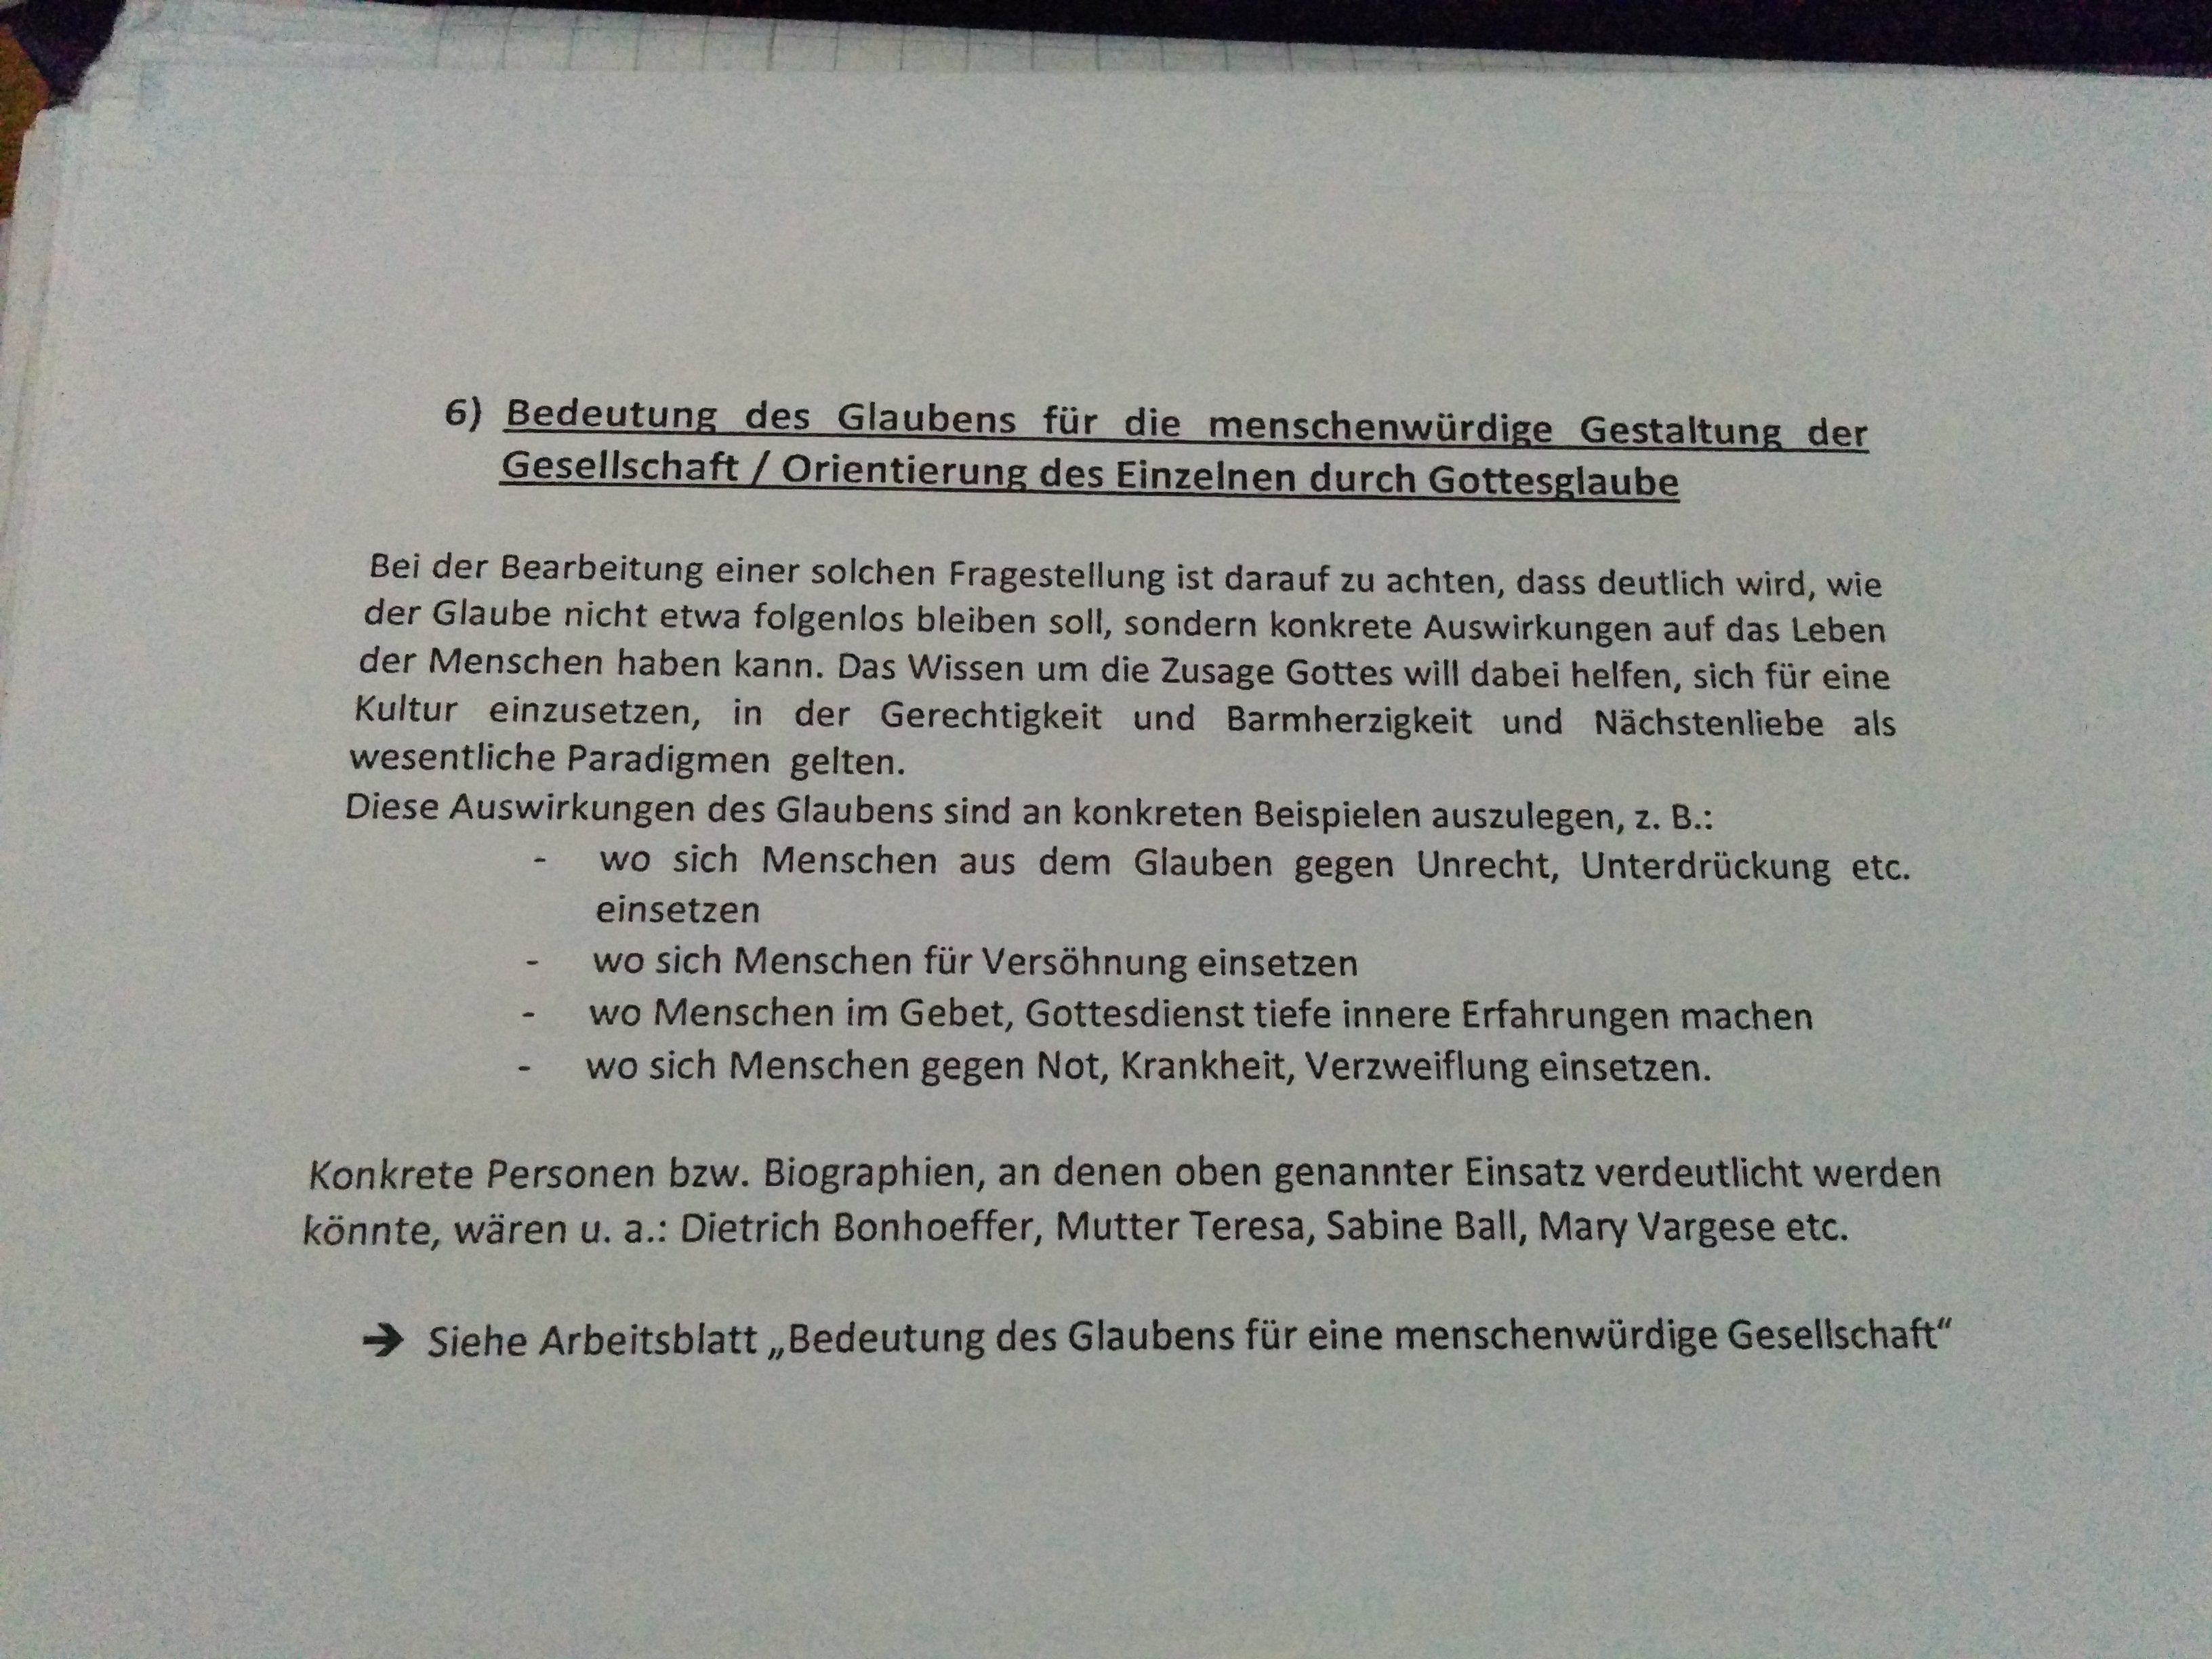 6) Bedeutung des Glaubens für die menschenwürdige Gestaltung der
Gesellschaft / Orientierung des Einzelnen durch Gottesglaube
Bei der Bearbeitung einer solchen Fragestellung ist darauf zu achten, dass deutlich wird, wie
der Glaube nicht etwa folgenlos bleiben soll, sondern konkrete Auswirkungen auf das Leben
der Menschen haben kann. Das Wissen um die Zusage Gottes will dabei helfen, sich für eine
Kultur einzusetzen, in der Gerechtigkeit und Barmherzigkeit und Nächstenliebe als
wesentliche Paradigmen gelten.
Diese Auswirkungen des Glaubens sind an konkreten Beispielen auszulegen, z. B.:
- wo sich Menschen aus dem Glauben gegen Unrecht, Unterdrückung etc.
einsetzen
- wo sich Menschen für Versöhnung einsetzen
- wo Menschen im Gebet, Gottesdienst tiefe innere Erfahrungen machen
- wo sich Menschen gegen Not, Krankheit, Verzweiflung einsetzen.
Konkrete Personen bzw. Biographien, an denen oben genannter Einsatz verdeutlicht werden
könnte, wären u. a.: Dietrich Bonhoeffer, Mutter Teresa, Sabine Ball, Mary Vargese etc.
➔ Siehe Arbeitsblatt „Bedeutung des Glaubens für eine menschenwürdige Gesellschaft“